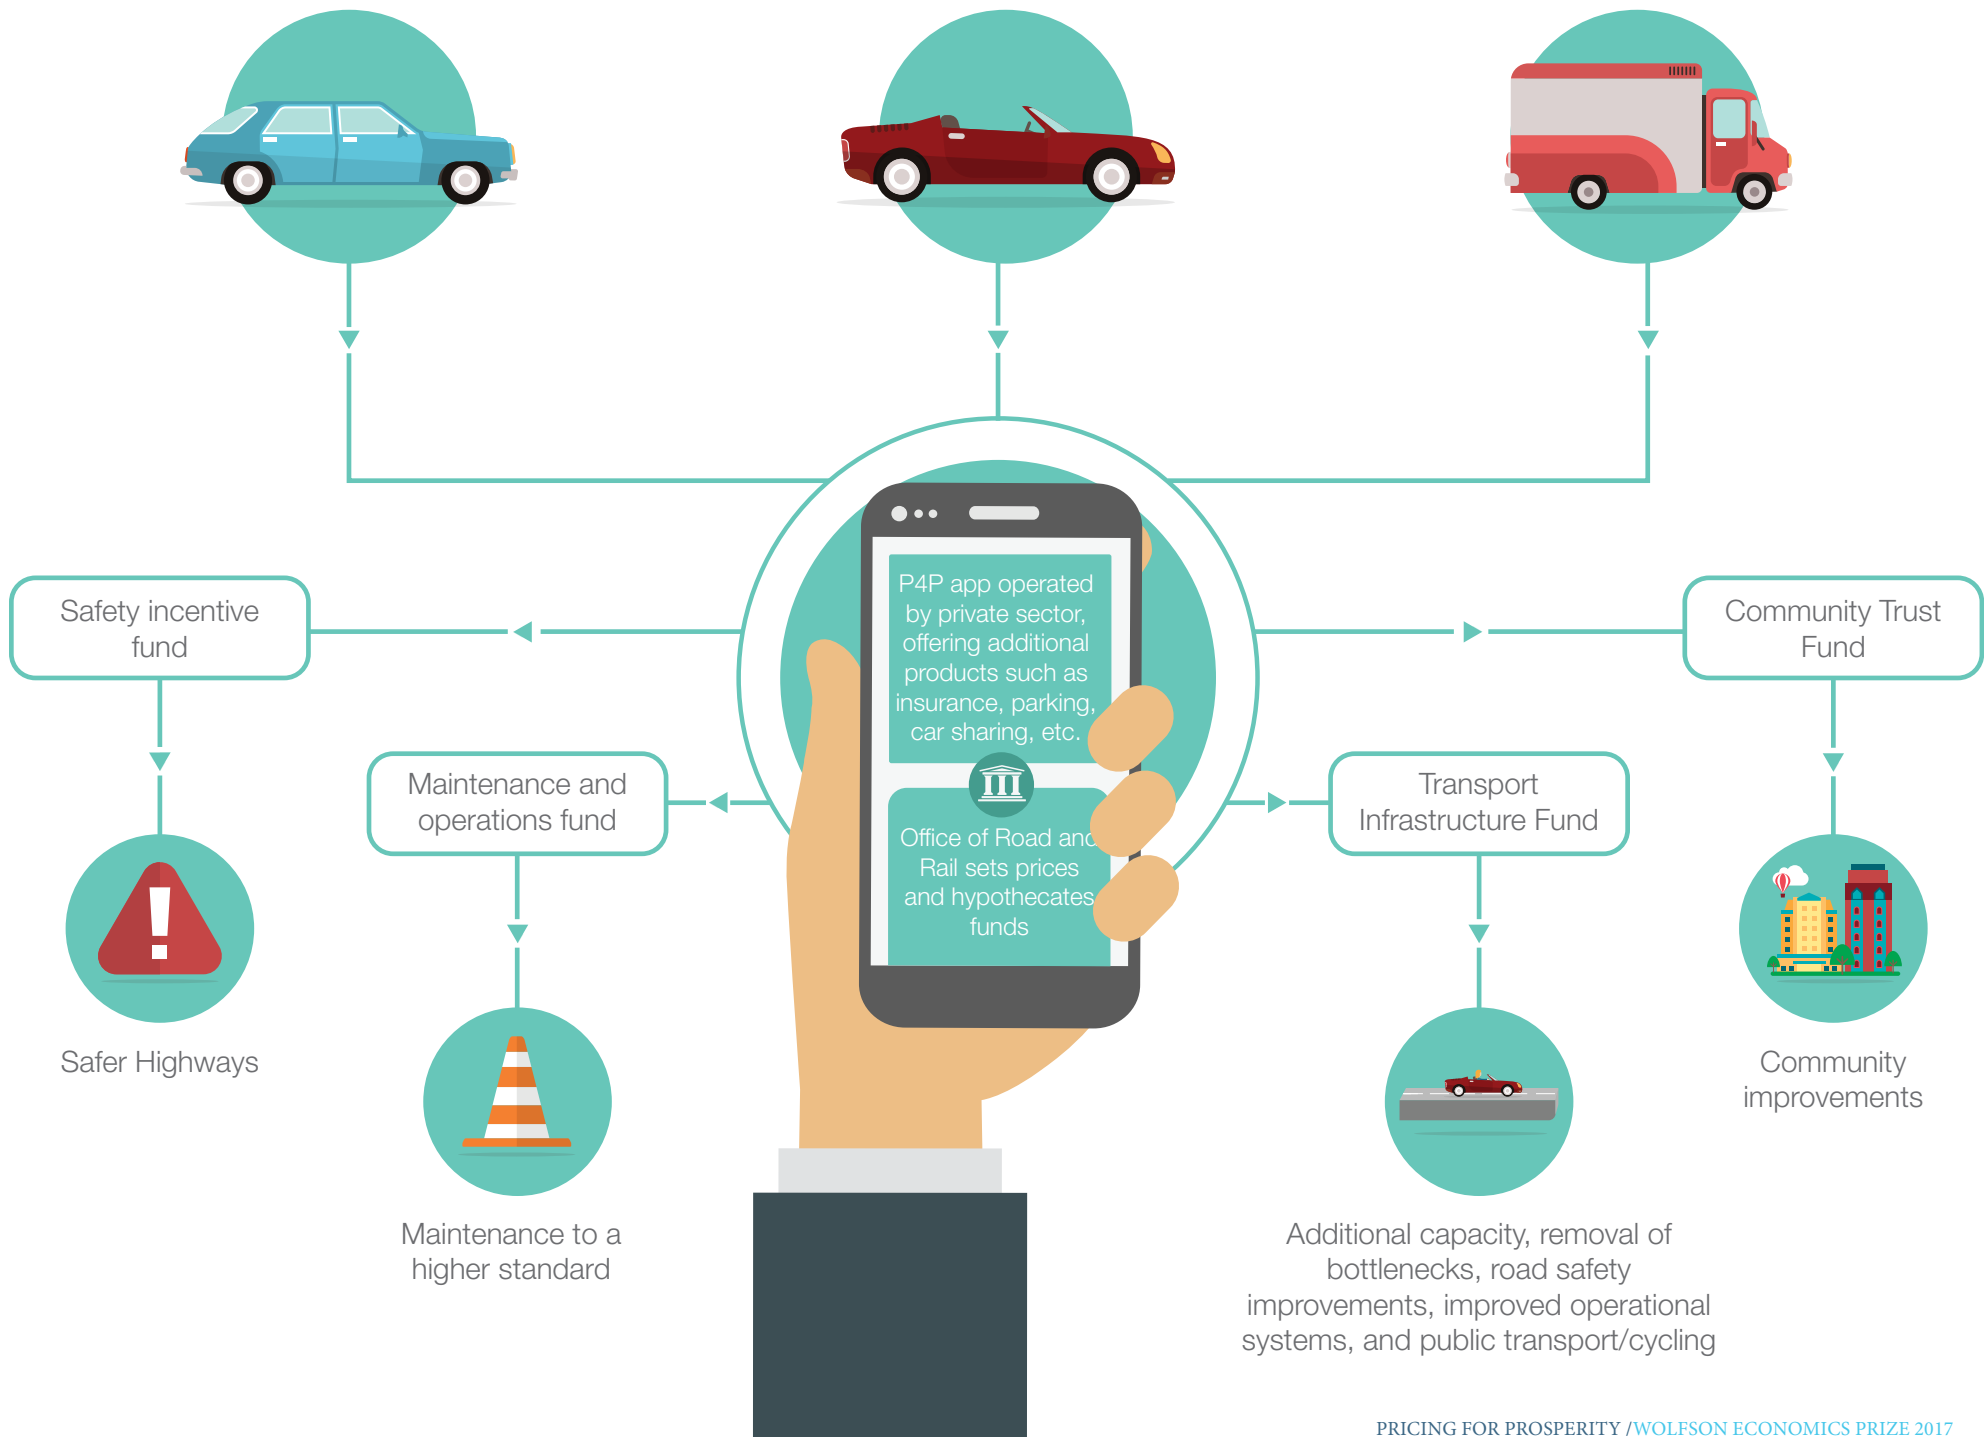 P4P app operated
by private sector,
offering additional
products such as
insurance, parking,
car sharing, etc.
Office of Road and
Rail sets prices
and hypothecates
funds
Safety incentive
fund
Safer Highways
Maintenance and
operations fund
Maintenance to a
higher standard
Transport
Infrastructure Fund
Additional capacity, removal of
bottlenecks, road safety
improvements, improved operational
systems, and public transport/cycling
Community Trust
Fund
Community
improvements
PRICING FOR PROSPERITY /WOLFSON ECONOMICS PRIZE 2017